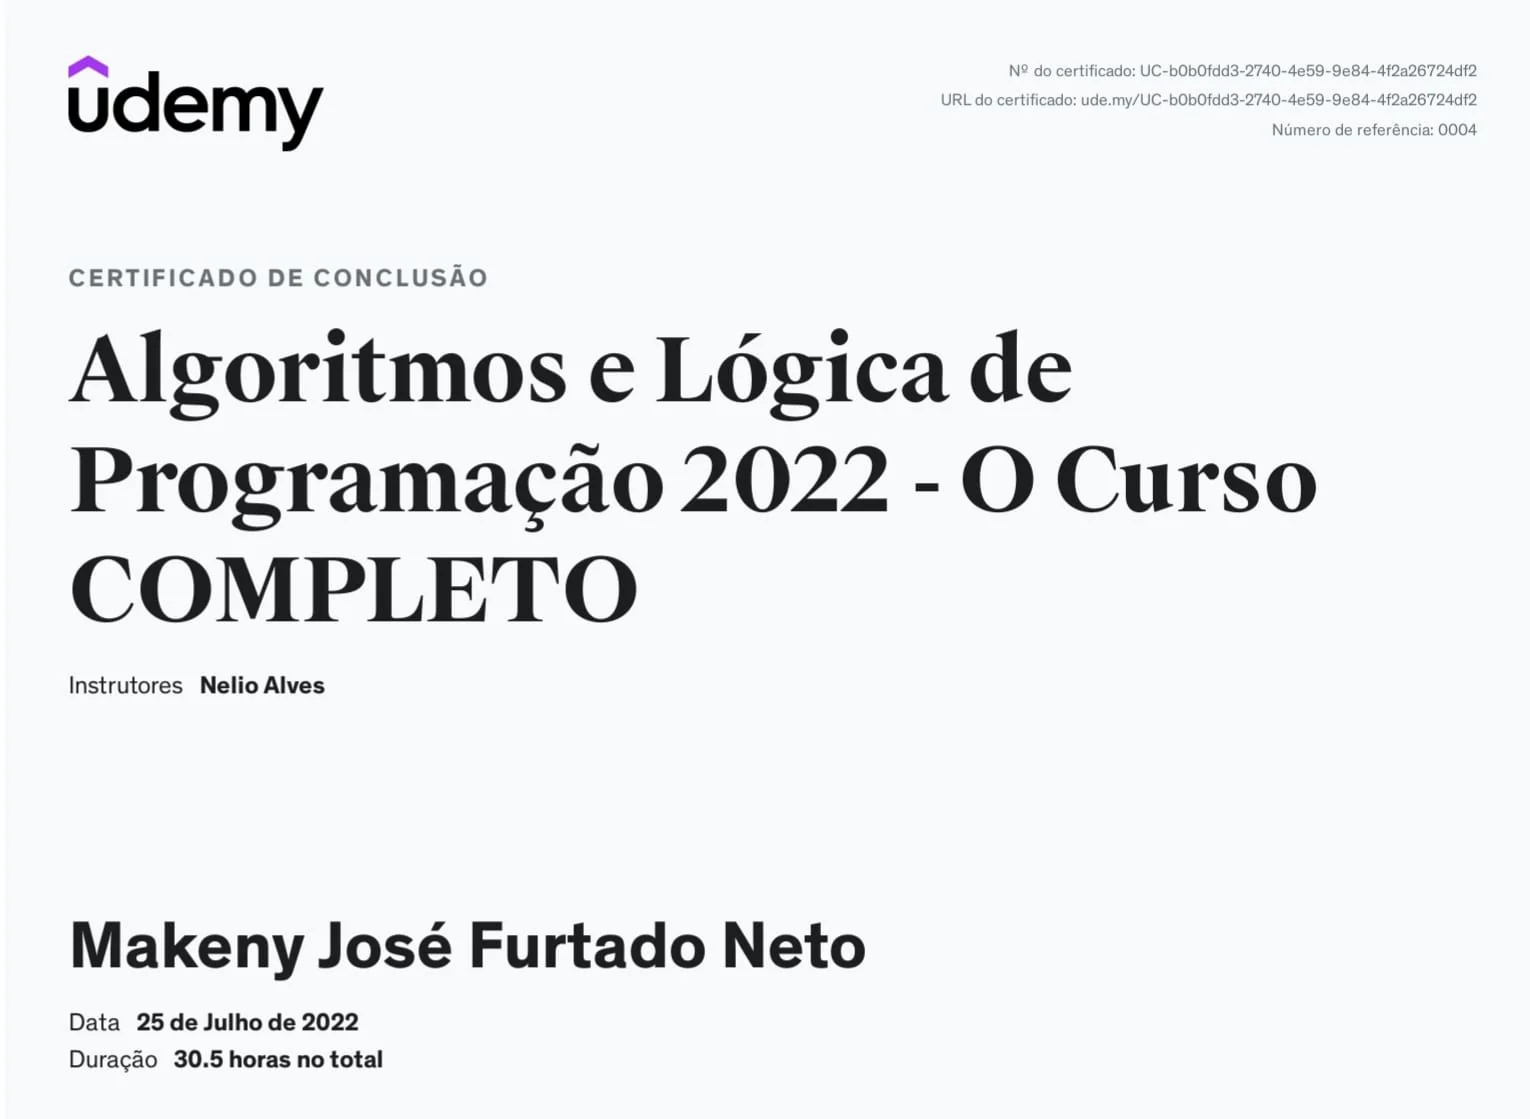 udemy
Nº do certificado: UC-b0b0fdd3-2740-4e59-9e84-4f2a26724df2
URL do certificado: ude.my/UC-b0b0fdd3-2740-4e59-9e84-4f2a26724df2
Número de referência: 0004
CERTIFICADO DE CONCLUSÃO
Algoritmos e Lógica de
Programação 2022 - O Curso
COMPLETO
Instrutores Nelio Alves
Makeny José Furtado Neto
Data 25 de Julho de 2022
Duração 30.5 horas no total